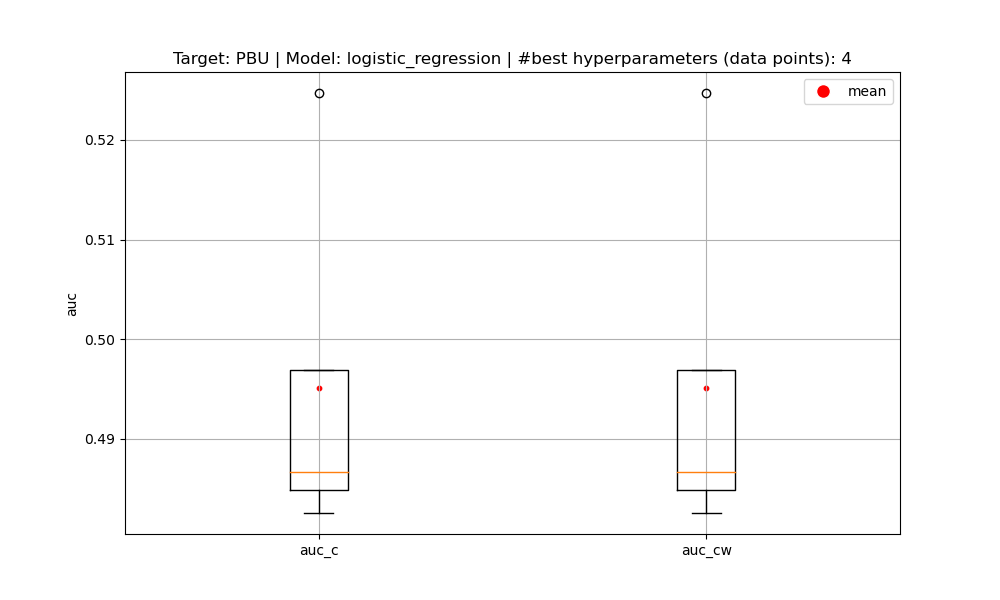 Target: PBU | Model: logistic_regression | #best hyperparameters (data points): 4
mean
0.52
0.51
0.50
0.49
auc
auc_c
auc_cw